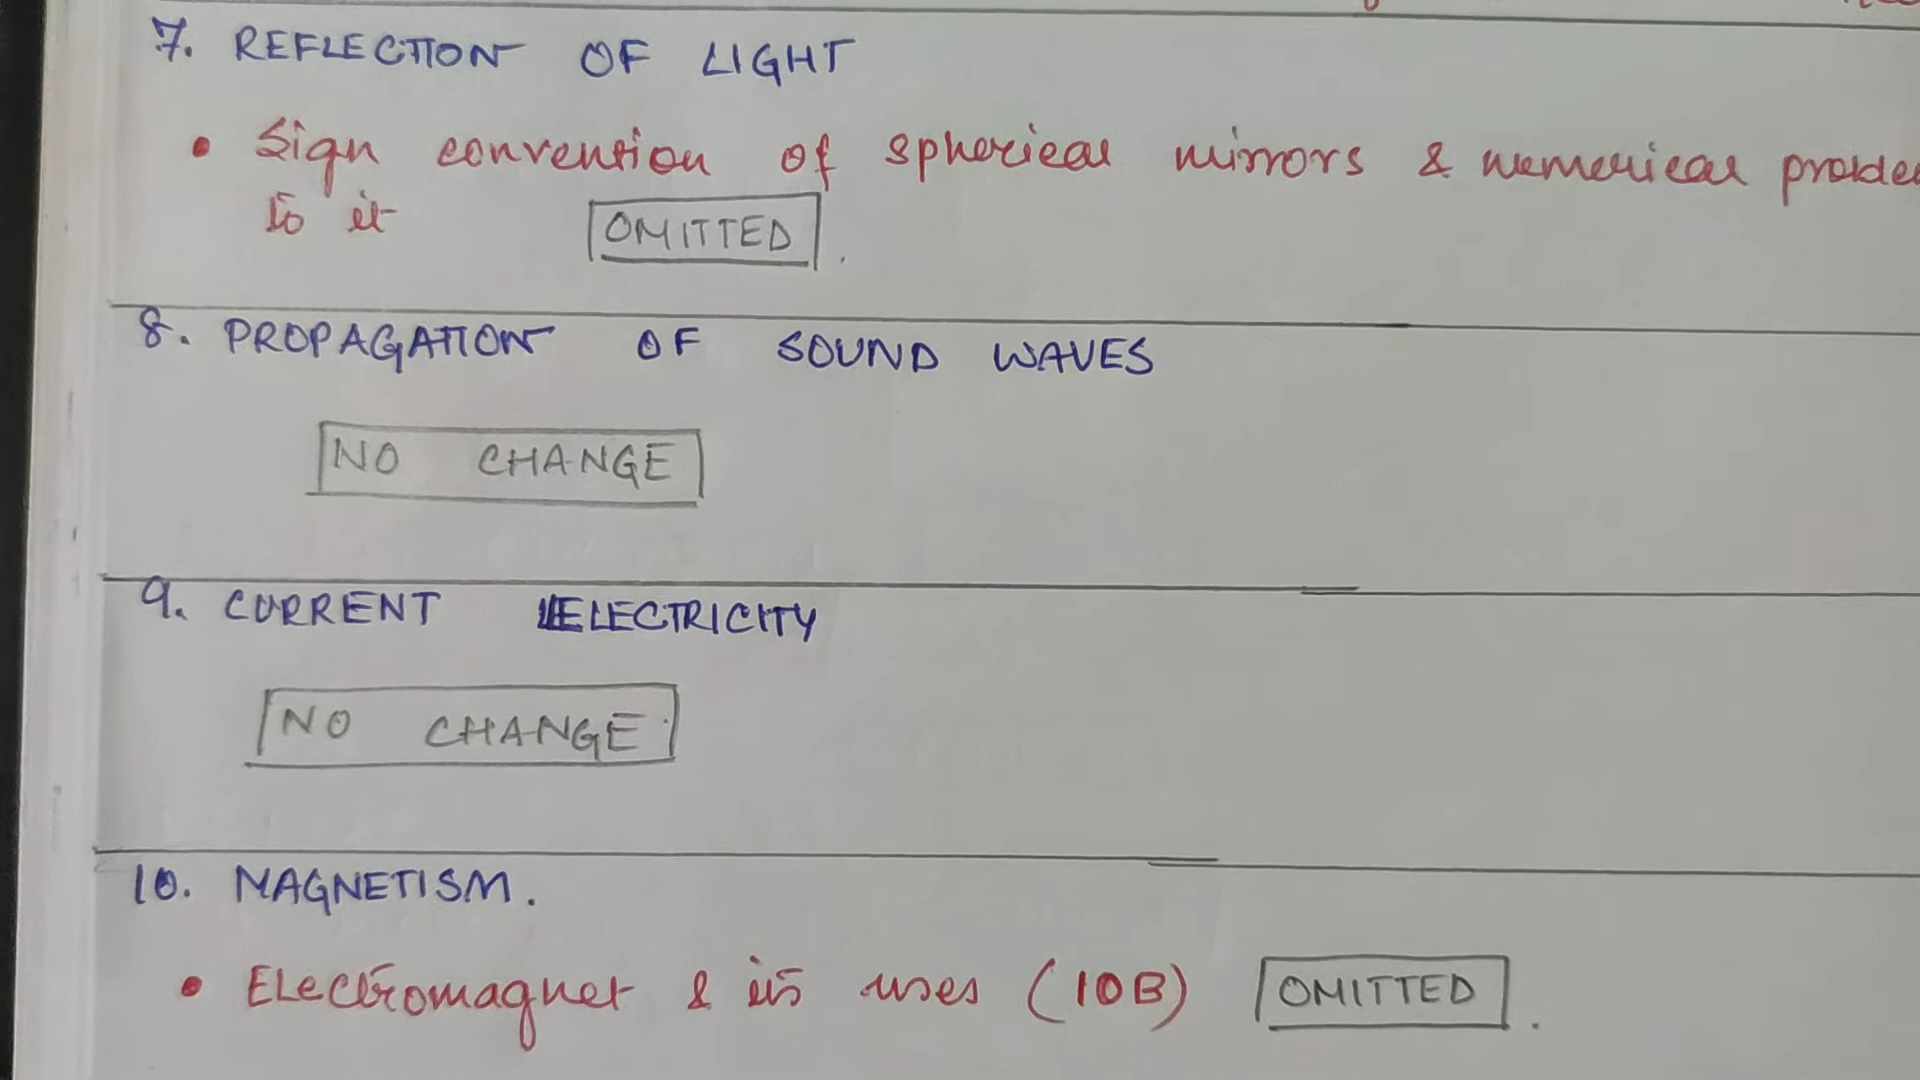 7. REFLECTION OF LIGHT
• Sign convention of spherical mirrors & numerical
to it OMITTED.
8. PROPAGATION OF SOUND WAVES
NO CHANGE
9. CURRENT ELECTRICITY
NO CHANGE.
10. MAGNETISM.
• Electromagnet & its uses (10B) OMITTED.